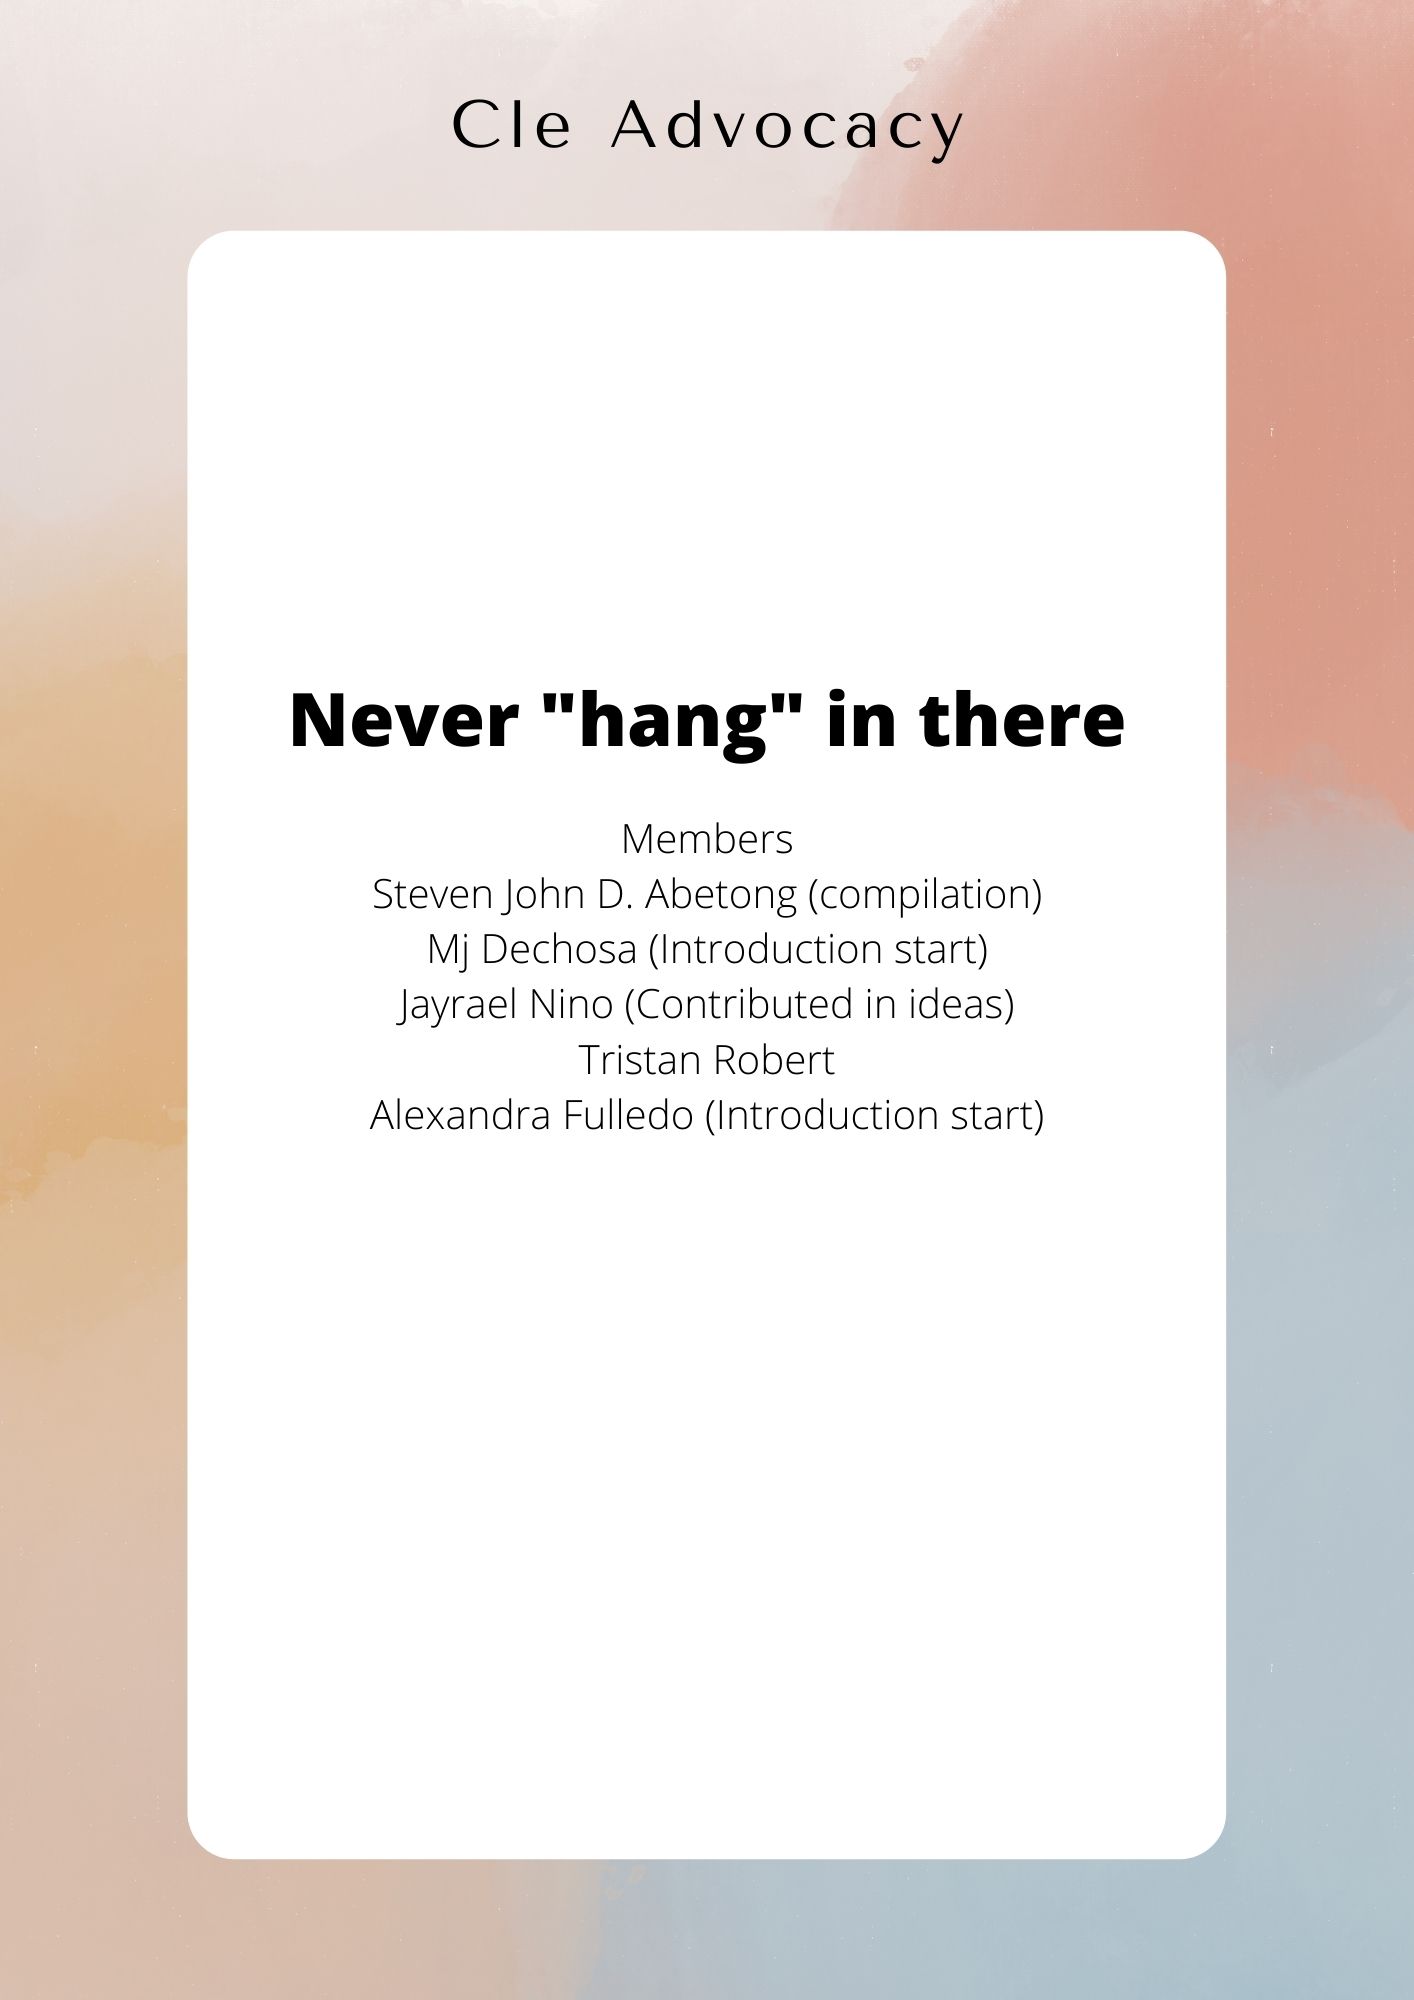 Cle Advocacy
Never "hang" in there
Members
Steven John D. Abetong (compilation)
Mj Dechosa (Introduction start)
Jayrael Nino (Contributed in ideas)
Tristan Robert
Alexandra Fulledo (Introduction start)